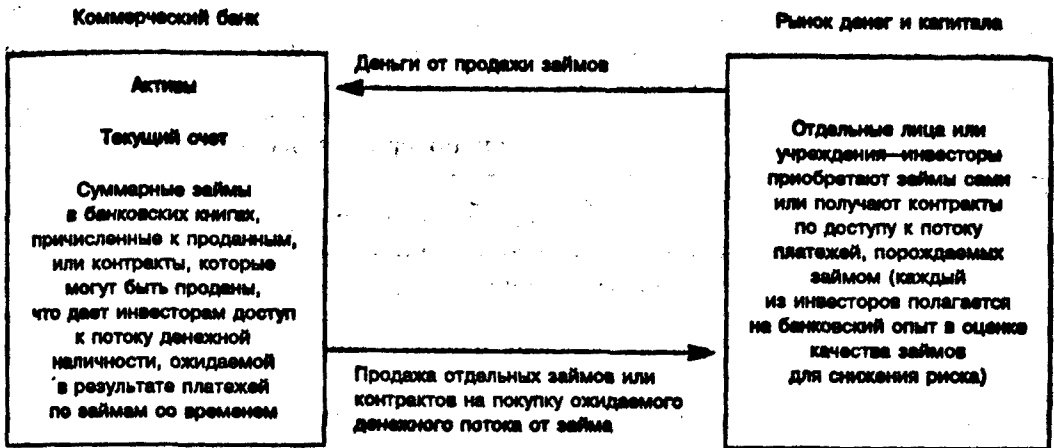 Коммерческий банк
Рынок денег и капитала
Активы
Текущий счет
Суммарные займы
в банковских книгах,
причисленные к проданным,
или контракты, которые
могут быть проданы,
что дает инвесторам доступ
к потоку денежной
наличности, ожидаемой
в результате платежей
по займам со временем
Деньги от продажи займов
Продажа отдельных займов или
контрактов на покупку ожидаемого
денежного потока от займа
Отдельные лица или
учреждения—инвесторы
приобретают займы сами
или получают контракты
по доступу к потоку
платежей, порождаемых
займом (каждый
из инвесторов полагается
на банковский опыт в оценке
качества займов
для снижения риска)